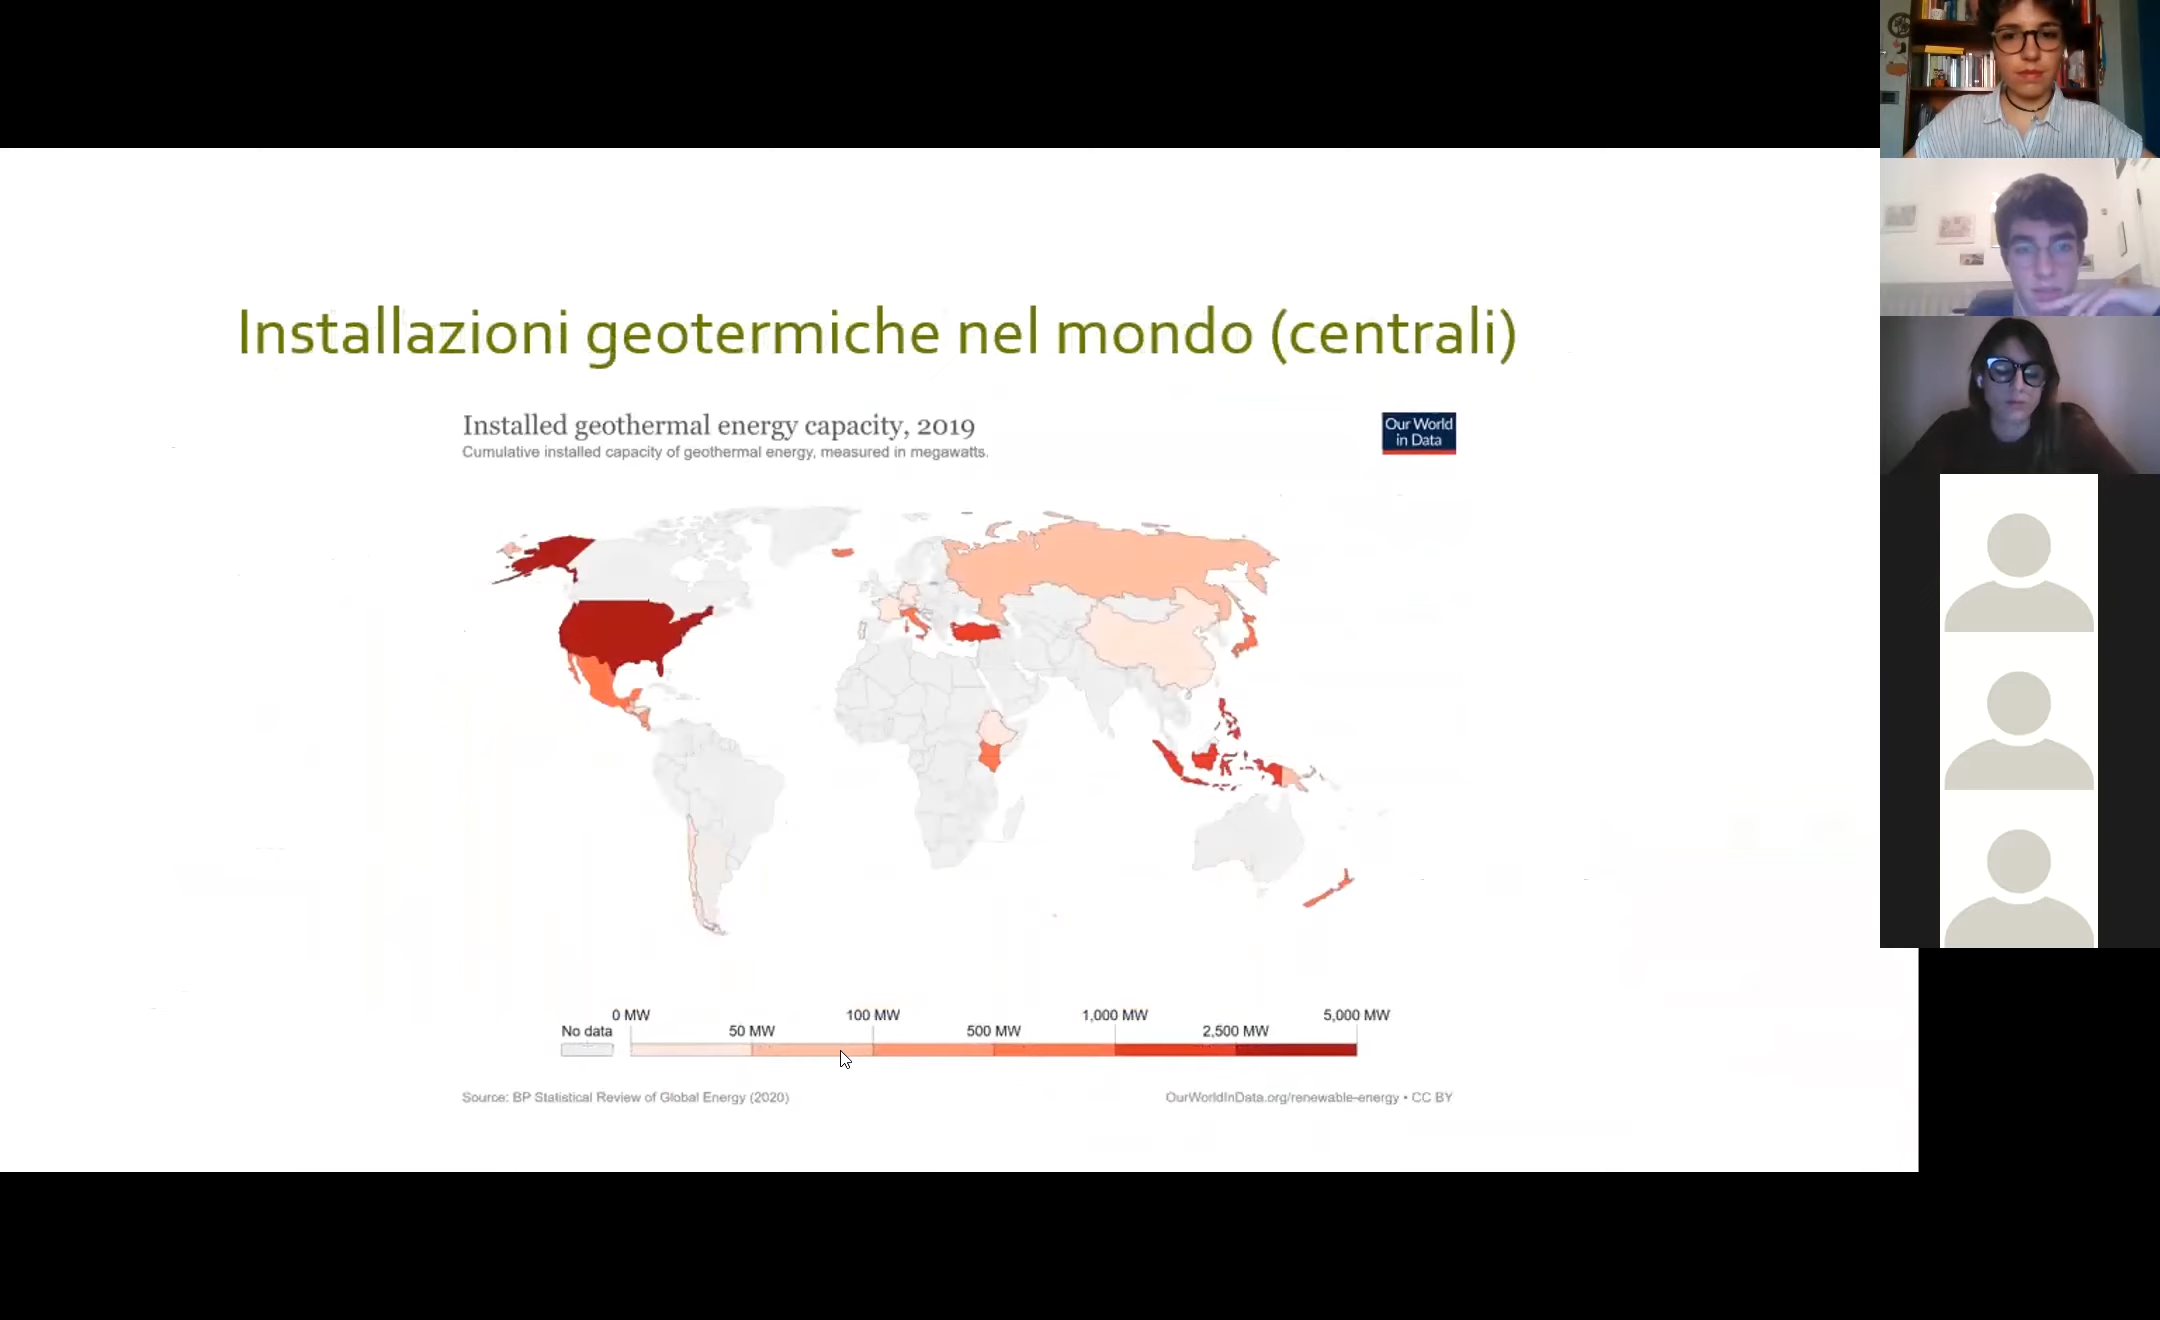 Installazioni geotermiche nel mondo (centrali)
Installed geothermal energy capacity, 2019
Cumulative installed capacity of geothermal energy, measured in megawatts.
Our World
in Data
0 MW
100 MW
1,000 MW
5,000 MW
No data
50 MW
500 MW
2,500 MW
Source: BP Statistical Review of Global Energy (2020)
OurWorldInData.org/renewable-energy • CC BY